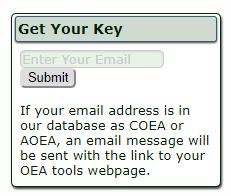 Get Your Key
Enter Your Email
Submit
If your email address is in
our database as COEA or
AOEA, an email message will
be sent with the link to your
OEA tools webpage.